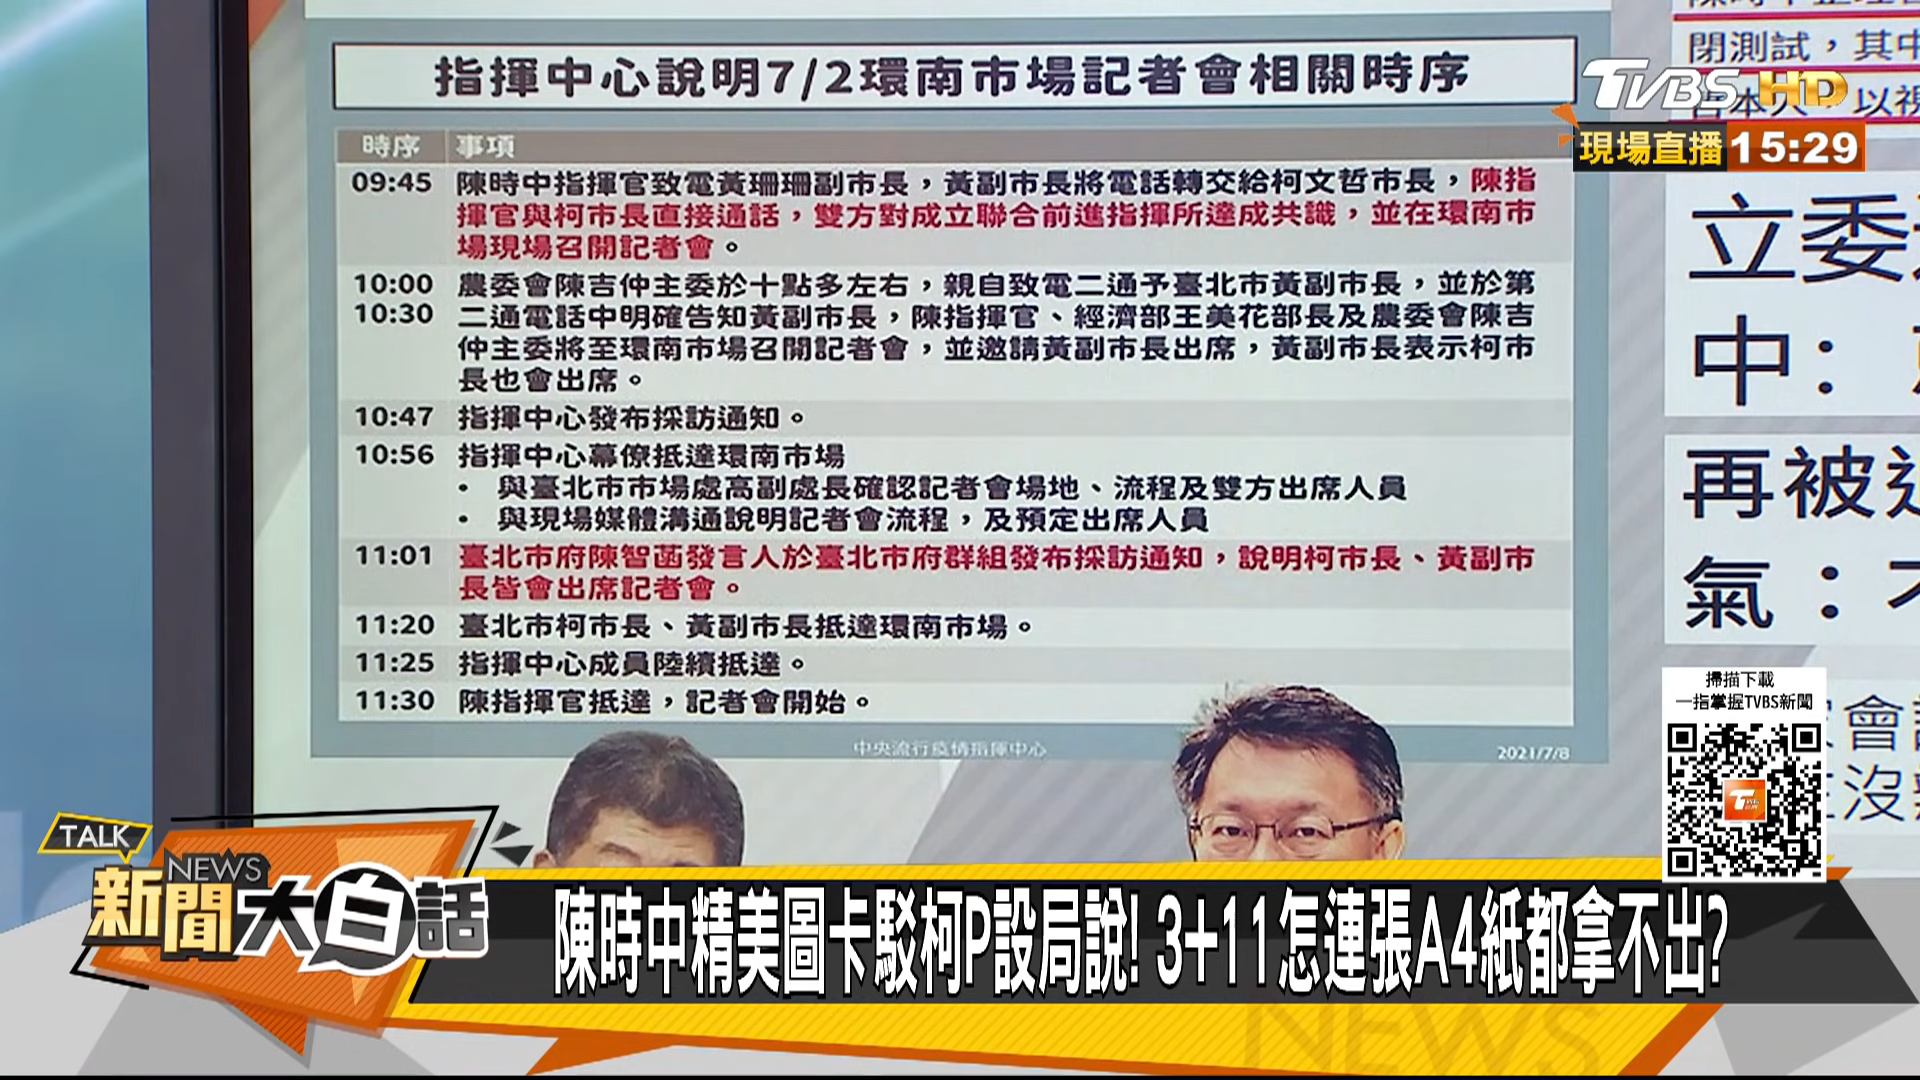 指揮中心說明7/2環南市場記者會相關時序
時序 事項
09:45 陳時中指揮官致電黃珊珊副市長，黃副市長將電話轉交給柯文哲市長，陳指
揮官與柯市長直接通話，雙方對成立聯合前進指揮所達成共識，並在環南市
場現場召開記者會。
10:00 農委會陳吉仲主委於十點多左右，親自致電二通予臺北市黃副市長，並於第
10:30 二通電話中明確告知黃副市長，陳指揮官、經濟部王美花部長及農委會陳吉
仲主委將至環南市場召開記者會，並邀請黃副市長出席，黃副市長表示柯市
長也會出席。
10:47 指揮中心發布採訪通知。
10:56 指揮中心幕僚抵達環南市場
• 與臺北市市場處高副處長確認記者會場地、流程及雙方出席人員
• 與現場媒體溝通說明記者會流程，及預定出席人員
11:01 臺北市府陳智菡發言人於臺北市府群組發布採訪通知，說明柯市長、黃副市
長皆會出席記者會。
11:20 臺北市柯市長、黃副市長抵達環南市場。
11:25 指揮中心成員陸續抵達。
11:30 陳指揮官抵達，記者會開始。
中央流行疫情指揮中心
2021/7/8
閉測試，其中
以視
TVBS HD
現場直播 15:29
立委
中：
再被
氣：不
會
沒
掃描下載
一指掌握TVBS新聞
TALK
NEWS
新聞大白話
陳時中精美圖卡駁柯P設局說! 3+11怎連張A4紙都拿不出?
NEWS